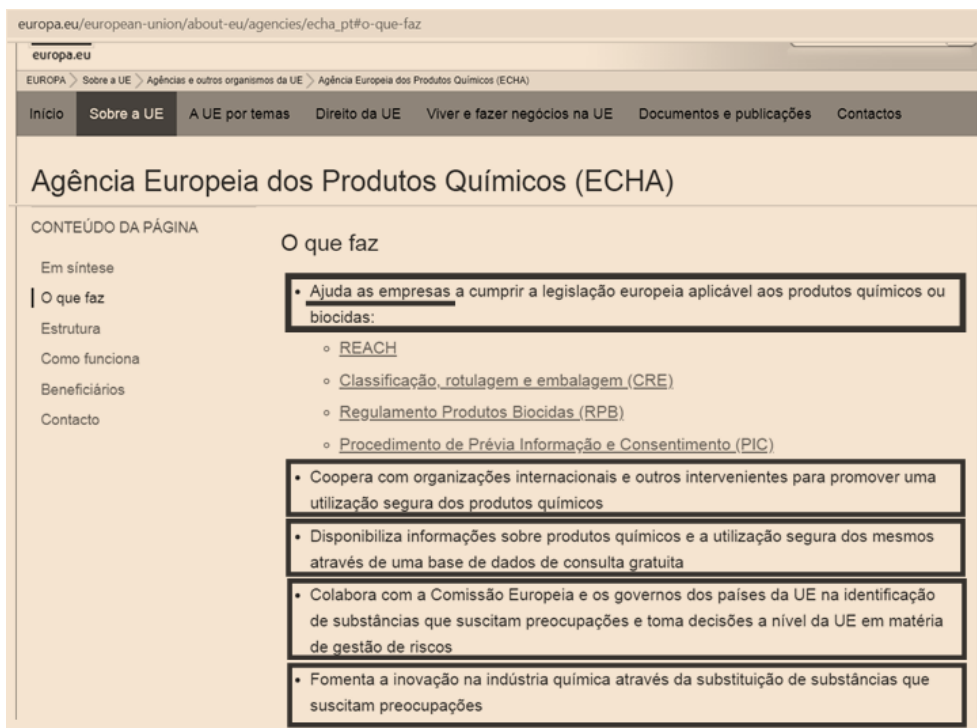 europa.eu/european-union/about-eu/agencies/echa_pt#o-que-faz
europa.eu
EUROPA > Sobre a UE > Agências e outros organismos da UE > Agência Europeia dos Produtos Químicos (ECHA)
Início Sobre a UE A UE por temas Direito da UE Viver e fazer negócios na UE Documentos e publicações Contactos
Agência Europeia dos Produtos Químicos (ECHA)
CONTEÚDO DA PÁGINA
Em síntese
O que faz
Estrutura
Como funciona
Beneficiários
Contacto
O que faz
• Ajuda as empresas a cumprir a legislação europeia aplicável aos produtos químicos ou
biocidas:
◦ REACH
◦ Classificação, rotulagem e embalagem (CRE)
◦ Regulamento Produtos Biocidas (RPB)
◦ Procedimento de Prévia Informação e Consentimento (PIC)
• Coopera com organizações internacionais e outros intervenientes para promover uma
utilização segura dos produtos químicos
• Disponibiliza informações sobre produtos químicos e a utilização segura dos mesmos
através de uma base de dados de consulta gratuita
• Colabora com a Comissão Europeia e os governos dos países da UE na identificação
de substâncias que suscitam preocupações e toma decisões a nível da UE em matéria
de gestão de riscos
• Fomenta a inovação na indústria química através da substituição de substâncias que
suscitam preocupações